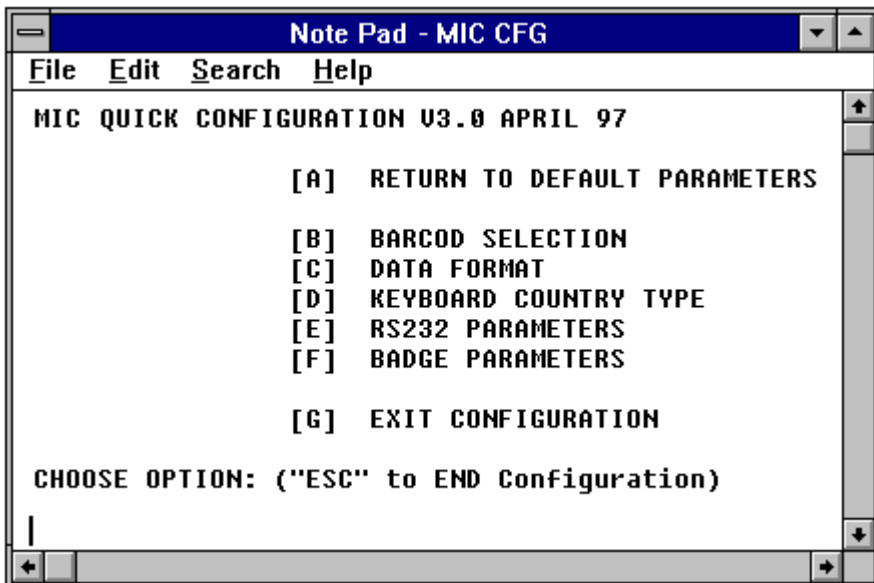 Note Pad - MIC CFG
File Edit Search Help
MIC QUICK CONFIGURATION V3.0 APRIL 97
[A] RETURN TO DEFAULT PARAMETERS
[B] BARCOD SELECTION
[C] DATA FORMAT
[D] KEYBOARD COUNTRY TYPE
[E] RS232 PARAMETERS
[F] BADGE PARAMETERS
[G] EXIT CONFIGURATION
CHOOSE OPTION: ("ESC" to END Configuration)